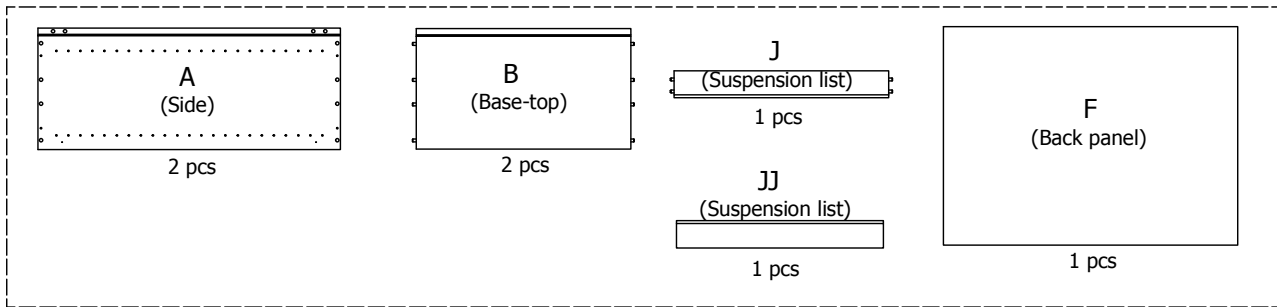 A
(Side)
2 pcs
B
(Base-top)
2 pcs
J
(Suspension list)
1 pcs
JJ
(Suspension list)
1 pcs
F
(Back panel)
1 pcs